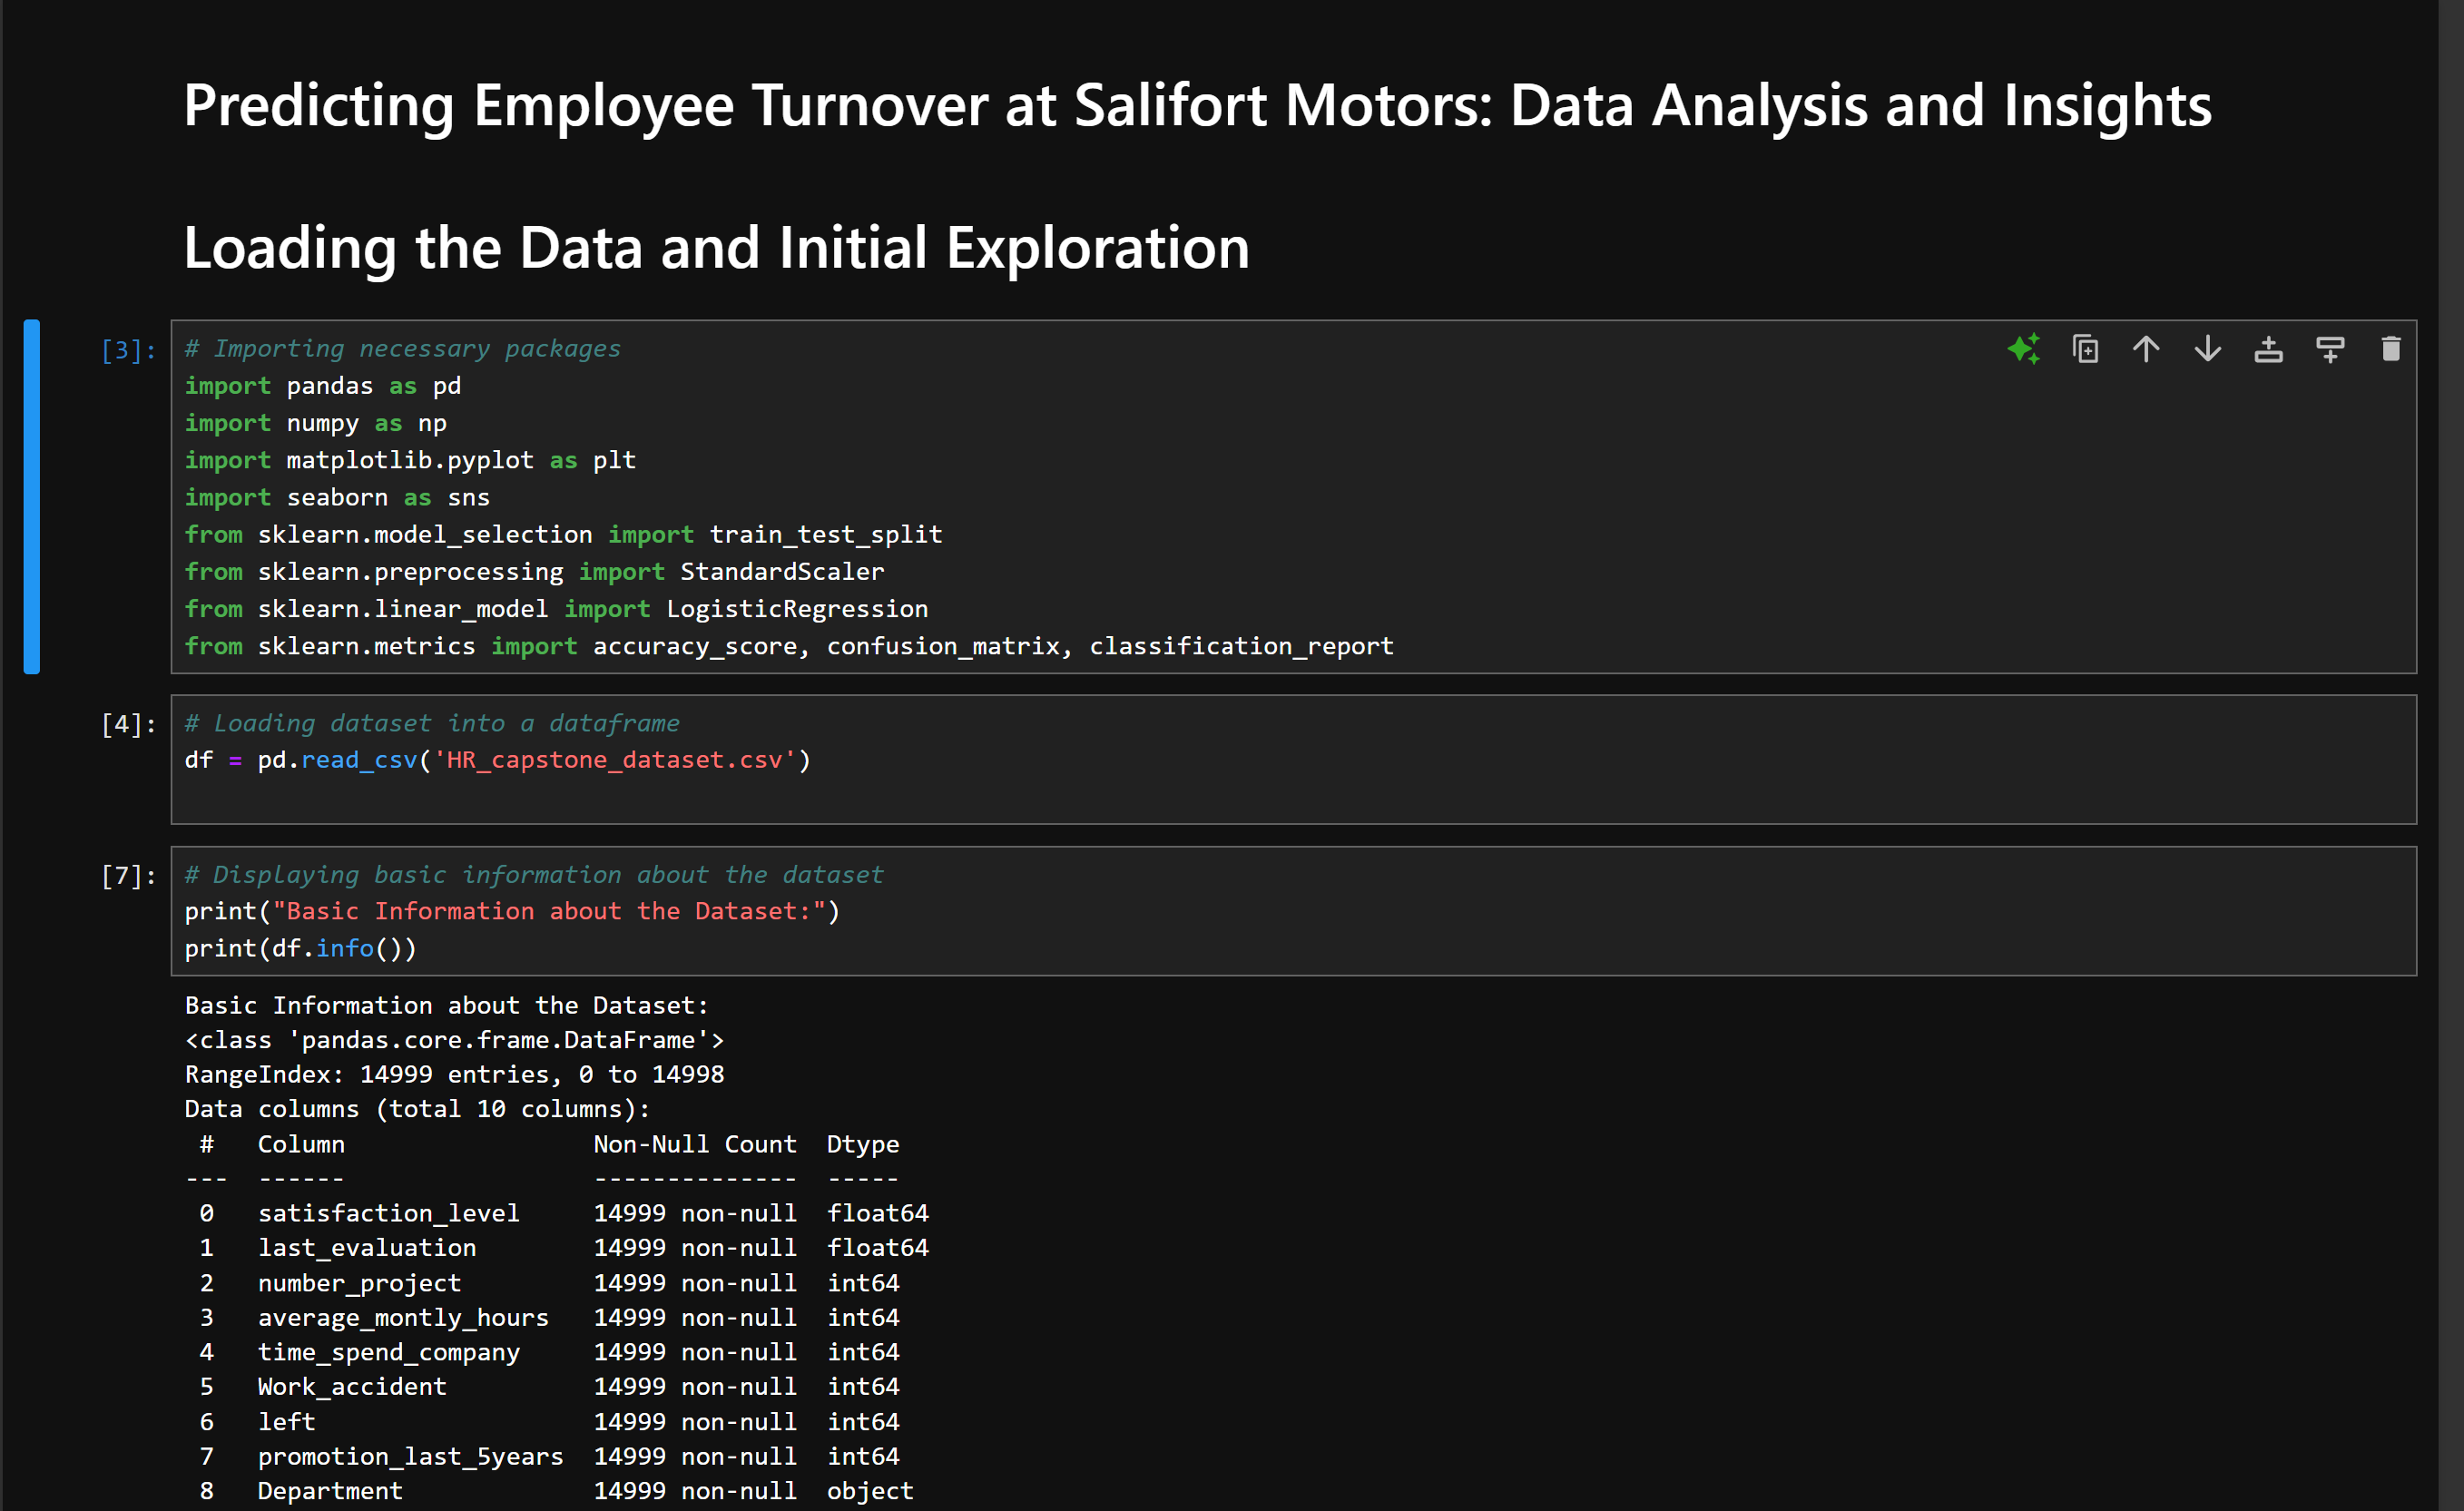 Predicting Employee Turnover at Salifort Motors: Data Analysis and Insights
Loading the Data and Initial Exploration
[3]:
# Importing necessary packages
import pandas as pd
import numpy as np
import matplotlib.pyplot as plt
import seaborn as sns
from sklearn.model_selection import train_test_split
from sklearn.preprocessing import StandardScaler
from sklearn.linear_model import LogisticRegression
from sklearn.metrics import accuracy_score, confusion_matrix, classification_report
[4]:
# Loading dataset into a dataframe
df = pd.read_csv('HR_capstone_dataset.csv')
[7]:
# Displaying basic information about the dataset
print("Basic Information about the Dataset:")
print(df.info())
Basic Information about the Dataset:
<class 'pandas.core.frame.DataFrame'>
RangeIndex: 14999 entries, 0 to 14998
Data columns (total 10 columns):
 #   Column                 Non-Null Count  Dtype
---  ------                 --------------  -----
 0   satisfaction_level     14999 non-null  float64
 1   last_evaluation        14999 non-null  float64
 2   number_project         14999 non-null  int64
 3   average_montly_hours   14999 non-null  int64
 4   time_spend_company     14999 non-null  int64
 5   Work_accident          14999 non-null  int64
 6   left                   14999 non-null  int64
 7   promotion_last_5years  14999 non-null  int64
 8   Department             14999 non-null  object